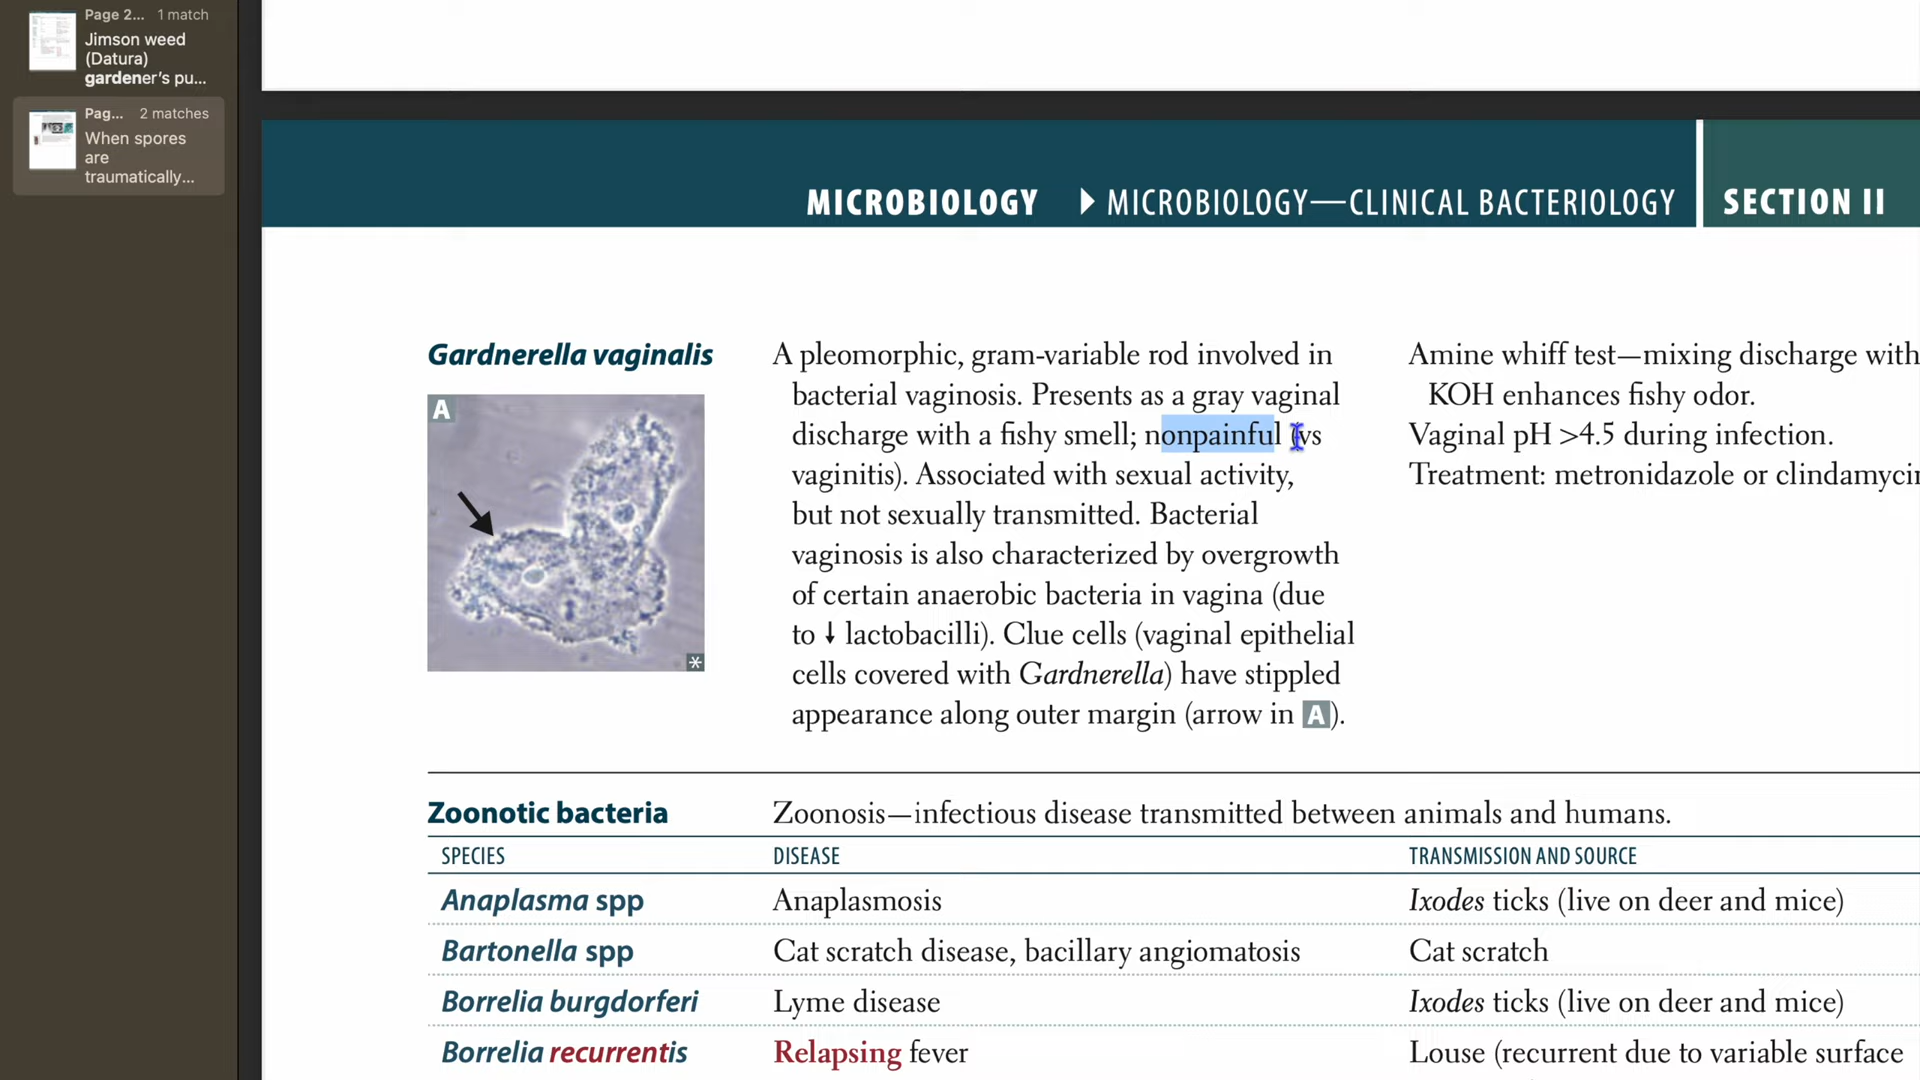 Page 2... 1 match
Jimson weed
(Datura)
gardener's pu...
Pag... 2 matches
When spores
are
traumatically...
MICROBIOLOGY ▶ MICROBIOLOGY—CLINICAL BACTERIOLOGY
SECTION II
Gardnerella vaginalis
A
*
A pleomorphic, gram-variable rod involved in
bacterial vaginosis. Presents as a gray vaginal
discharge with a fishy smell; nonpainful (vs
vaginitis). Associated with sexual activity,
but not sexually transmitted. Bacterial
vaginosis is also characterized by overgrowth
of certain anaerobic bacteria in vagina (due
to ↓ lactobacilli). Clue cells (vaginal epithelial
cells covered with Gardnerella) have stippled
appearance along outer margin (arrow in A).
Amine whiff test—mixing discharge with
KOH enhances fishy odor.
Vaginal pH >4.5 during infection.
Treatment: metronidazole or clindamycin
Zoonotic bacteria
Zoonosis—infectious disease transmitted between animals and humans.
SPECIES DISEASE TRANSMISSION AND SOURCE
Anaplasma spp Anaplasmosis Ixodes ticks (live on deer and mice)
Bartonella spp Cat scratch disease, bacillary angiomatosis Cat scratch
Borrelia burgdorferi Lyme disease Ixodes ticks (live on deer and mice)
Borrelia recurrentis Relapsing fever Louse (recurrent due to variable surface